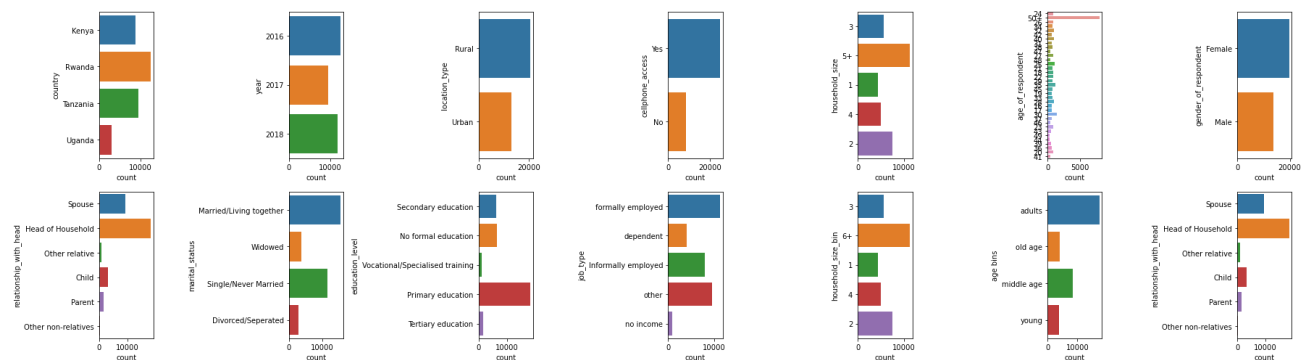 country
Kenya
Rwanda
Tanzania
Uganda
0
10000
count
year
2016
2017
2018
0
10000
count
location_type
Rural
Urban
0
20000
count
cellphone_access
Yes
No
0
20000
count
household_size
3
5+
1
4
2
0
10000
count
age_of_respondent
24
50+
41
0
5000
count
gender_of_respondent
Female
Male
0
20000
count
relationship_with_head
Spouse
Head of Household
Other relative
Child
Parent
Other non-relatives
0
10000
count
marital_status
Married/Living together
Widowed
Single/Never Married
Divorced/Seperated
0
10000
count
education_level
Secondary education
No formal education
Vocational/Specialised training
Primary education
Tertiary education
0
10000
count
job_type
formally employed
dependent
Informally employed
other
no income
0
10000
count
household_size_bin
3
6+
1
4
2
0
10000
count
age bins
adults
old age
middle age
young
0
10000
count
relationship_with_head
Spouse
Head of Household
Other relative
Child
Parent
Other non-relatives
0
10000
count